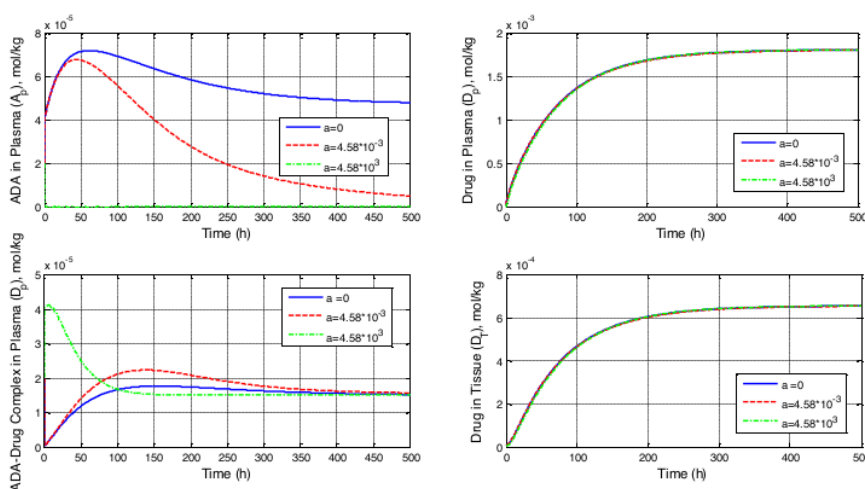 x 10⁻⁵
ADA in Plasma (Aₚ), mol/kg
8
6
4
2
0
a=0
a=4.58*10⁻³
a=4.58*10³
0 50 100 150 200 250 300 350 400 450 500
Time (h)
x 10⁻³
Drug in Plasma (Dₚ), mol/kg
2
1.5
1
0.5
0
a=0
a=4.58*10⁻³
a=4.58*10³
0 100 200 300 400 500
Time (h)
x 10⁻⁵
ADA-Drug Complex in Plasma (Dₚ), mol/kg
5
4
3
2
1
0
a =0
a=4.58*10⁻³
a=4.58*10³
0 50 100 150 200 250 300 350 400 450 500
Time (h)
x 10⁻⁴
Drug in Tissue (D_T), mol/kg
8
6
4
2
0
a=0
a=4.58*10⁻³
a=4.58*10³
0 100 200 300 400 500
Time (h)